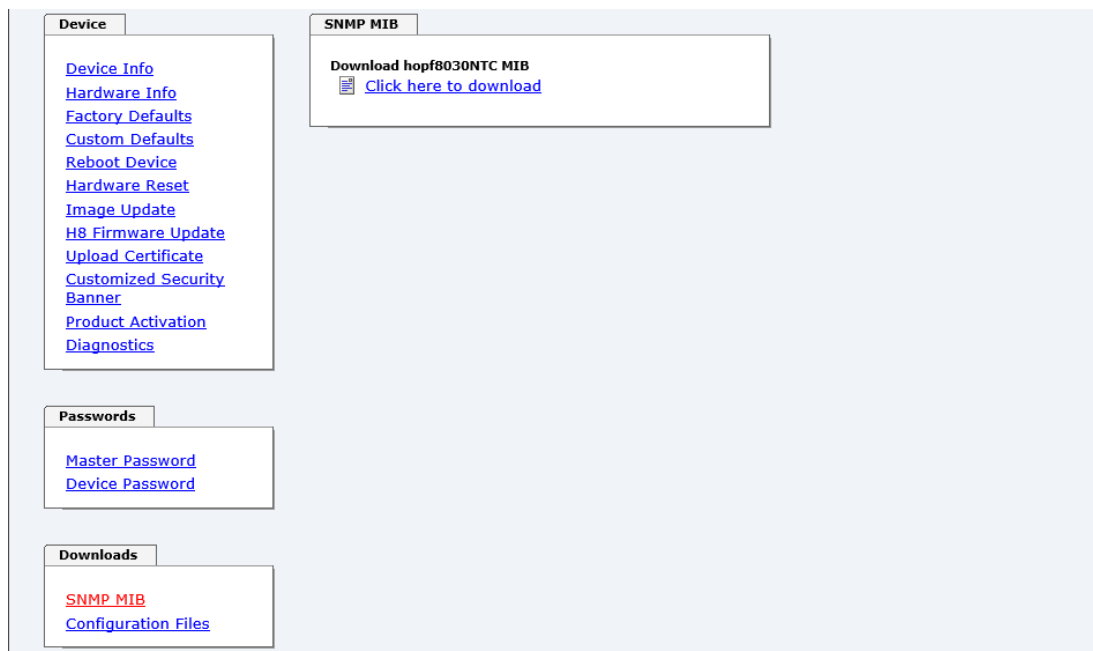 Device
Device Info
Hardware Info
Factory Defaults
Custom Defaults
Reboot Device
Hardware Reset
Image Update
H8 Firmware Update
Upload Certificate
Customized Security
Banner
Product Activation
Diagnostics
Passwords
Master Password
Device Password
Downloads
SNMP MIB
Configuration Files
SNMP MIB
Download hopf8030NTC MIB
Click here to download